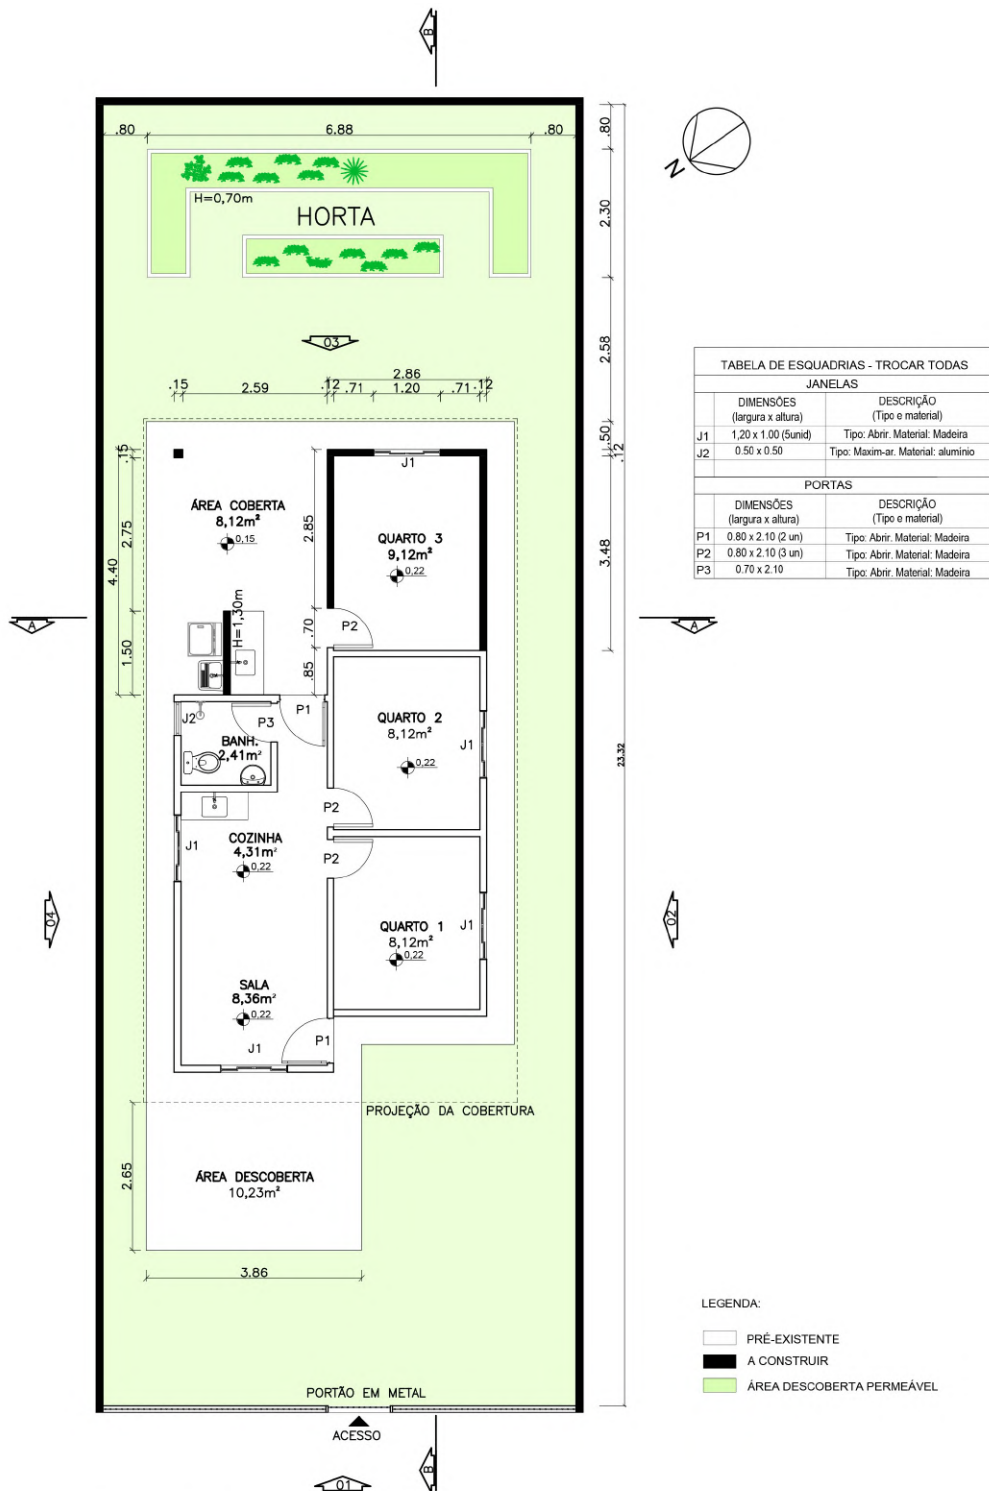 B
.80 6.88 .80
.80
N
H=0,70m
HORTA
2.30
03
2.58
2.86
.15 2.59 .12 .71 1.20 .71 .12
TABELA DE ESQUADRIAS - TROCAR TODAS
JANELAS
DIMENSÕES DESCRIÇÃO
(largura x altura) (Tipo e material)
J1 1,20 x 1.00 (5unid) Tipo: Abrir. Material: Madeira
J2 0.50 x 0.50 Tipo: Maxim-ar. Material: aluminio
PORTAS
DIMENSÕES DESCRIÇÃO
(largura x altura) (Tipo e material)
P1 0.80 x 2.10 (2 un) Tipo: Abrir. Material: Madeira
P2 0.80 x 2.10 (3 un) Tipo: Abrir. Material: Madeira
P3 0.70 x 2.10 Tipo: Abrir. Material: Madeira
.50
.12
.15
J1
ÁREA COBERTA
8,12m²
0,15
2.75
4.40
2.85
QUARTO 3
9,12m²
0,22
3.48
H=1,30m
.70
P2
A
A
1.50
.85
J2
P3
P1
BANH.
2,41m²
QUARTO 2
8,12m²
0,22
J1
23.32
P2
J1
COZINHA
4,31m²
0,22
P2
04
QUARTO 1
8,12m²
0,22
J1
02
SALA
8,36m²
0,22
J1
P1
PROJEÇÃO DA COBERTURA
2.65
ÁREA DESCOBERTA
10,23m²
3.86
LEGENDA:
PRÉ-EXISTENTE
A CONSTRUIR
ÁREA DESCOBERTA PERMEÁVEL
PORTÃO EM METAL
ACESSO
B
01